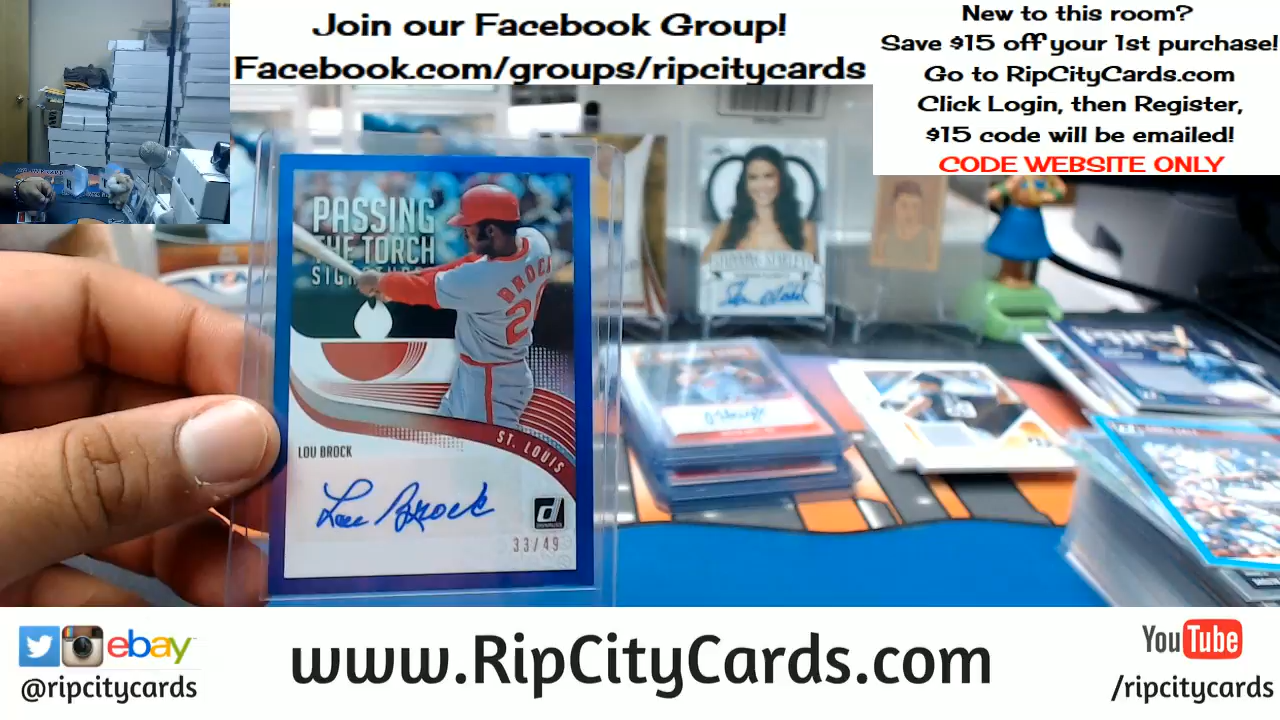 Join our Facebook Group!
Facebook.com/groups/ripcitycards
New to this room?
Save $15 off your 1st purchase!
Go to RipCityCards.com
Click Login, then Register,
$15 code will be emailed!
CODE WEBSITE ONLY
PASSING
THE TORCH
BROCK
ST. LOUIS
LOU BROCK
Lou Brock
33/49
ebay
@ripcitycards
www.RipCityCards.com
YouTube
/ripcitycards